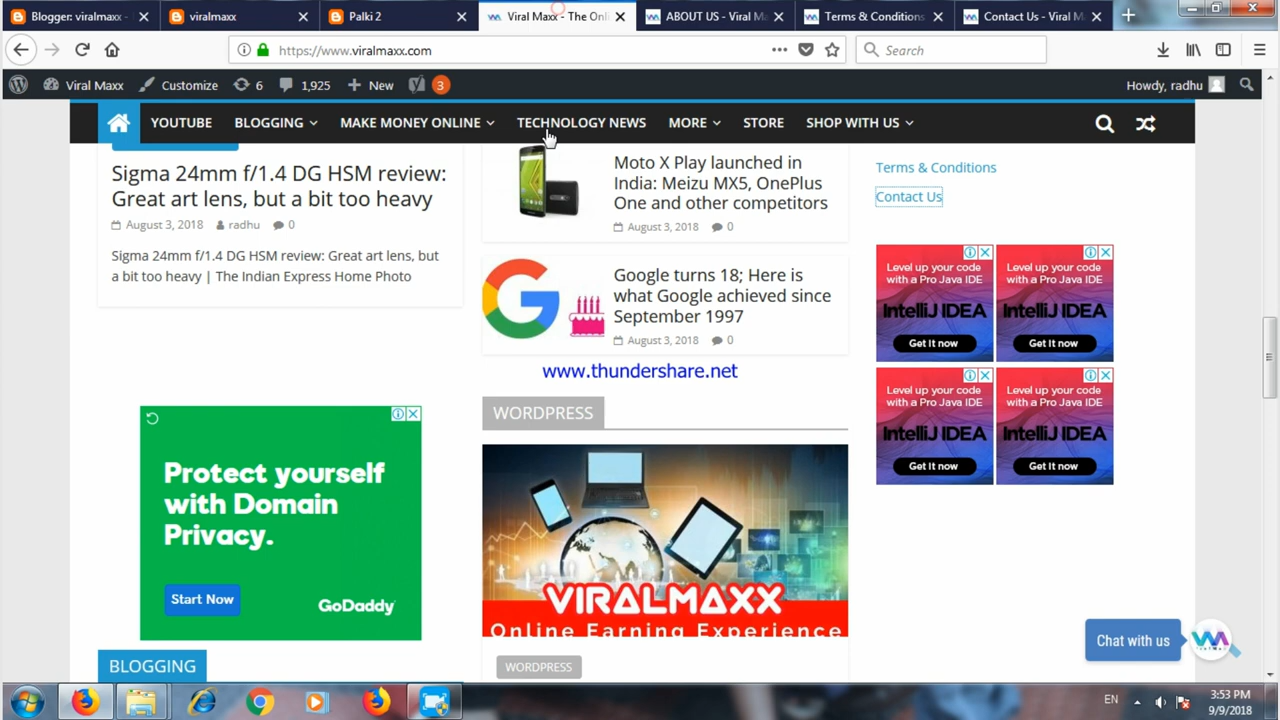 Blogger: viralmaxx -
viralmaxx
Palki 2
Viral Maxx - The Onli
ABOUT US - Viral M
Terms & Conditions
Contact Us - Viral M
https://www.viralmaxx.com
Search
Viral Maxx
Customize
6
1,925
New
3
Howdy, radhu
YOUTUBE
BLOGGING
MAKE MONEY ONLINE
TECHNOLOGY NEWS
MORE
STORE
SHOP WITH US
Sigma 24mm f/1.4 DG HSM review:
Great art lens, but a bit too heavy
August 3, 2018 radhu 0
Sigma 24mm f/1.4 DG HSM review: Great art lens, but
a bit too heavy | The Indian Express Home Photo
Protect yourself
with Domain
Privacy.
Start Now
GoDaddy
BLOGGING
Moto X Play launched in
India: Meizu MX5, OnePlus
One and other competitors
August 3, 2018 0
Google turns 18; Here is
what Google achieved since
September 1997
August 3, 2018 0
www.thundershare.net
WORDPRESS
VIRALMAXX
Online Earning Experience
WORDPRESS
Terms & Conditions
Contact Us
Level up your code
with a Pro Java IDE
IntelliJ IDEA
Get it now
Level up your code
with a Pro Java IDE
IntelliJ IDEA
Get it now
Level up your code
with a Pro Java IDE
IntelliJ IDEA
Get it now
Level up your code
with a Pro Java IDE
IntelliJ IDEA
Get it now
Chat with us
EN
3:53 PM
9/9/2018